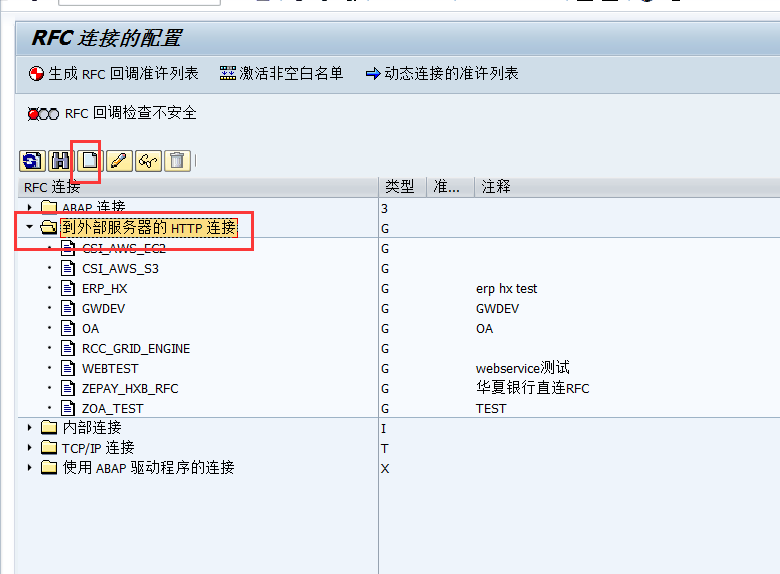 RFC 连接的配置
生成 RFC 回调准许列表 激活非空白名单 动态连接的准许列表
RFC 回调检查不安全
RFC 连接 类型 准... 注释
ABAP 连接 3
到外部服务器的 HTTP 连接 G
CSI_AWS_EC2 G
CSI_AWS_S3 G
ERP_HX G erp hx test
GWDEV G GWDEV
OA G OA
RCC_GRID_ENGINE G
WEBTEST G webservice测试
ZEPAY_HXB_RFC G 华夏银行直连RFC
ZOA_TEST G TEST
内部连接 I
TCP/IP 连接 T
使用 ABAP 驱动程序的连接 X